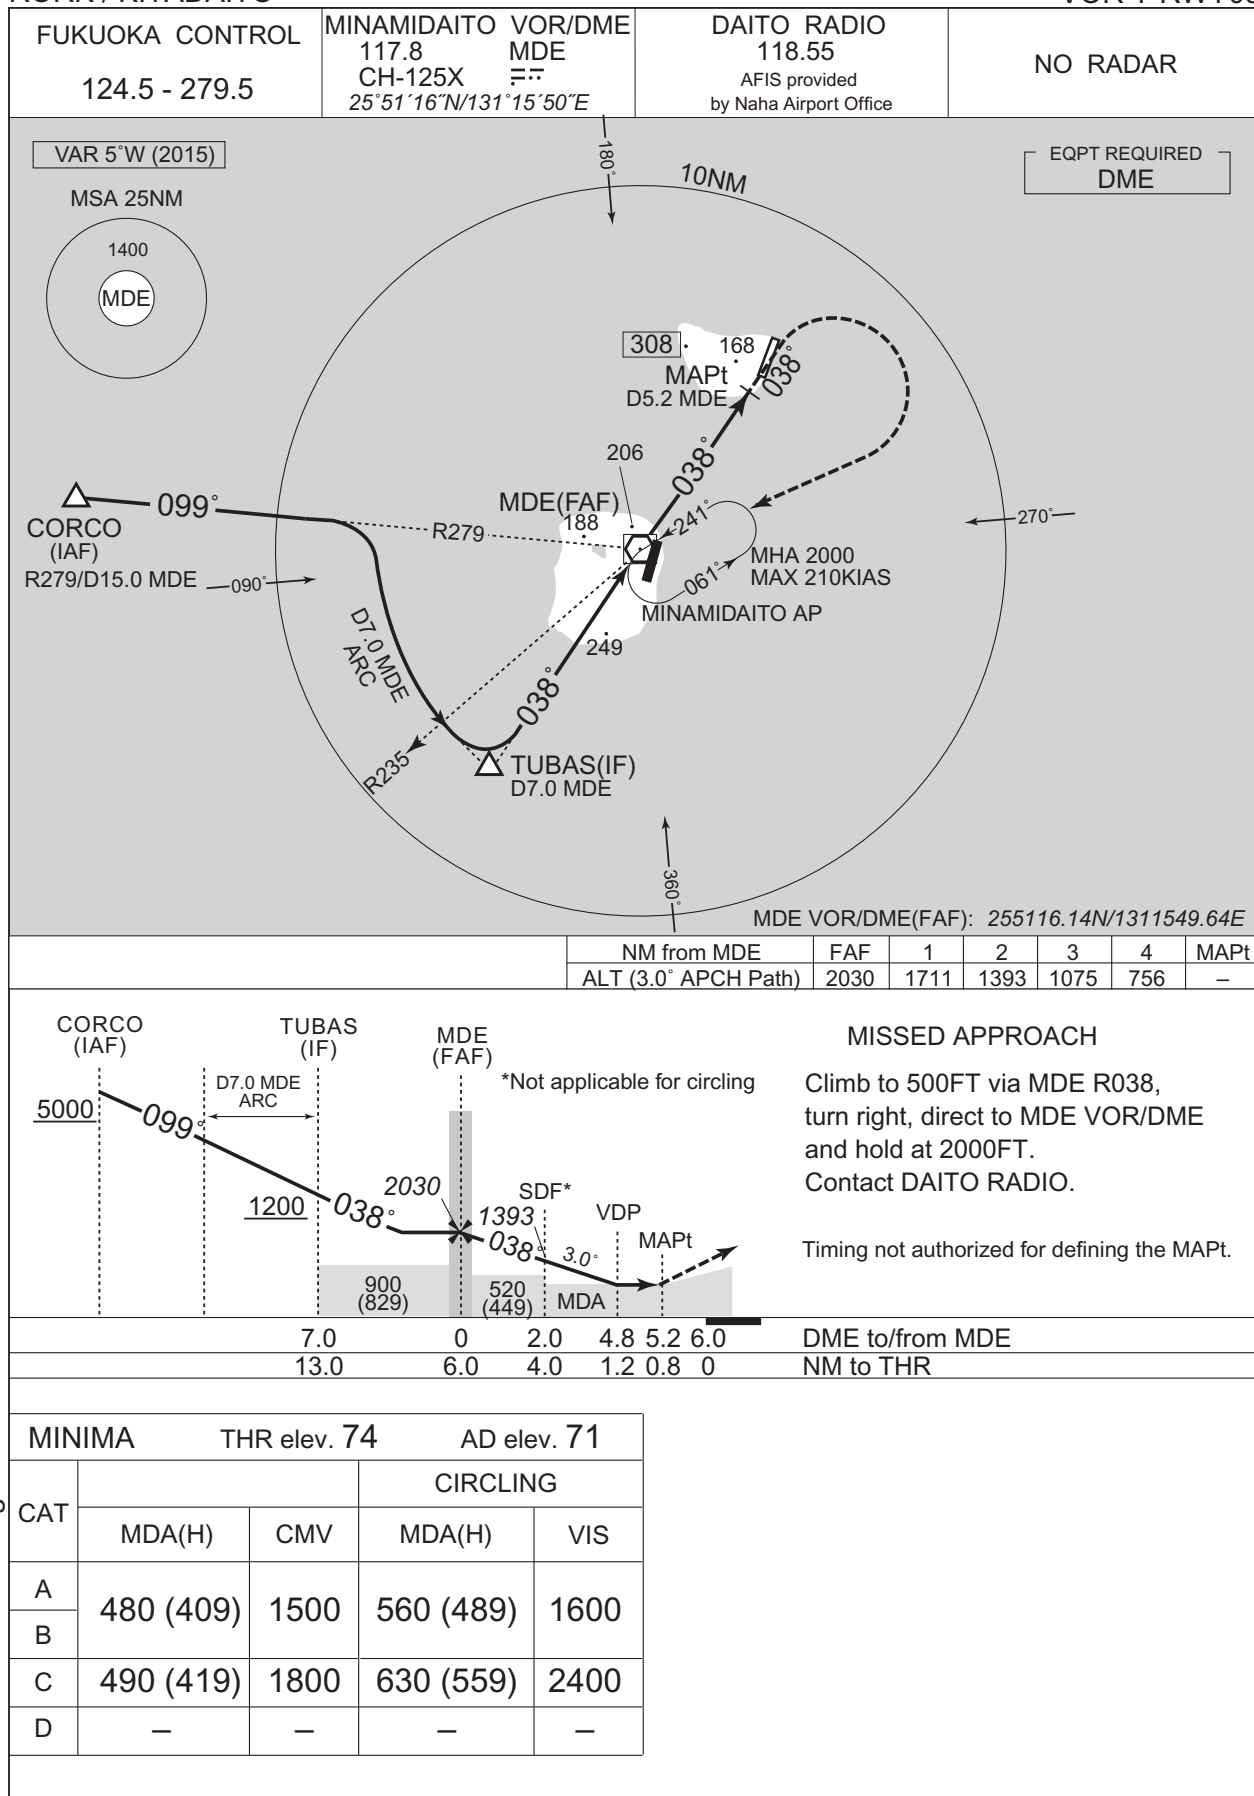 FUKUOKA CONTROL
124.5 - 279.5
MINAMIDAITO VOR/DME
117.8 MDE
CH-125X
25°51´16˝N/131°15´50˝E
DAITO RADIO
118.55
AFIS provided
by Naha Airport Office
NO RADAR
VAR 5°W (2015)
MSA 25NM
1400
MDE
180°
10NM
EQPT REQUIRED
DME
308
168
MAPt
D5.2 MDE
038°
206
038°
MDE(FAF)
188
099°
CORCO
(IAF)
R279/D15.0 MDE
R279
241°
270°
090°
061°
MHA 2000
MAX 210KIAS
MINAMIDAITO AP
249
D7.0 MDE
ARC
038°
R235
TUBAS(IF)
D7.0 MDE
360°
MDE VOR/DME(FAF): 255116.14N/1311549.64E
NM from MDE FAF 1 2 3 4 MAPt
ALT (3.0° APCH Path) 2030 1711 1393 1075 756 –
CORCO
(IAF)
TUBAS
(IF)
MDE
(FAF)
D7.0 MDE
ARC
*Not applicable for circling
5000
099°
1200
038°
2030
1393
SDF*
038°
3.0°
VDP
MAPt
900
(829)
520
(449)
MDA
MISSED APPROACH
Climb to 500FT via MDE R038,
turn right, direct to MDE VOR/DME
and hold at 2000FT.
Contact DAITO RADIO.
Timing not authorized for defining the MAPt.
7.0 0 2.0 4.8 5.2 6.0 DME to/from MDE
13.0 6.0 4.0 1.2 0.8 0 NM to THR
MINIMA THR elev. 74 AD elev. 71
CAT CIRCLING
MDA(H) CMV MDA(H) VIS
A
B
480 (409) 1500 560 (489) 1600
C 490 (419) 1800 630 (559) 2400
D – – – –